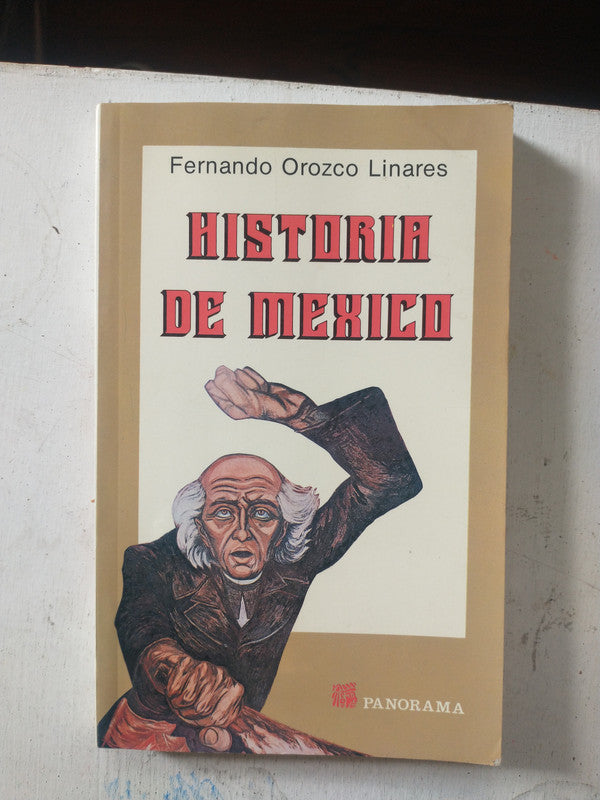 Fernando Orozco Linares
HISTORIA
DE MEXICO
PANORAMA